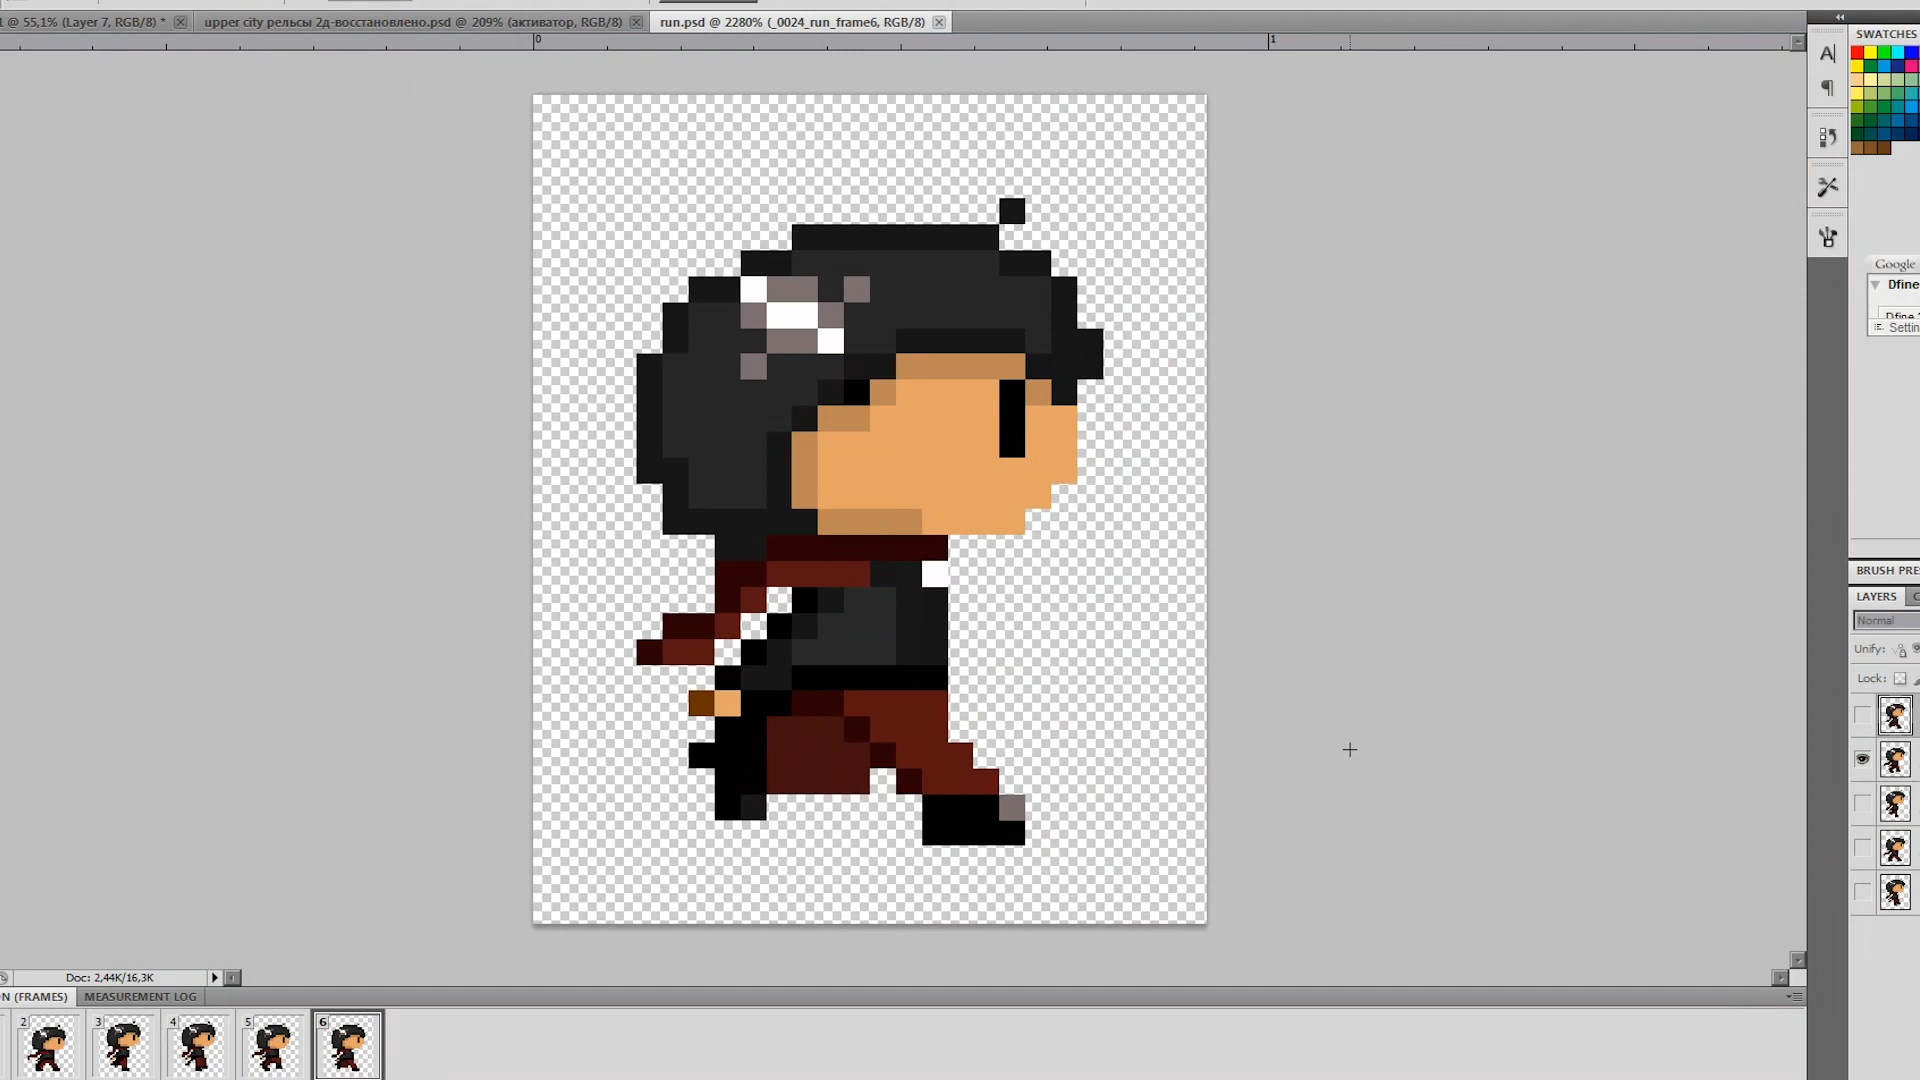 1 @ 55,1% (Layer 7, RGB/8) *
upper city рельсы 2д-восстановлено.psd @ 209% (активатор, RGB/8)
run.psd @ 2280% (_0024_run_frame6, RGB/8)
0
1
SWATCHES
A
¶
Google
Dfine
Dfine
Settin
BRUSH PRE
LAYERS
Normal
Unify:
Lock:
Doc: 2,44K/16,3K
N (FRAMES)
MEASUREMENT LOG
2
3
4
5
6